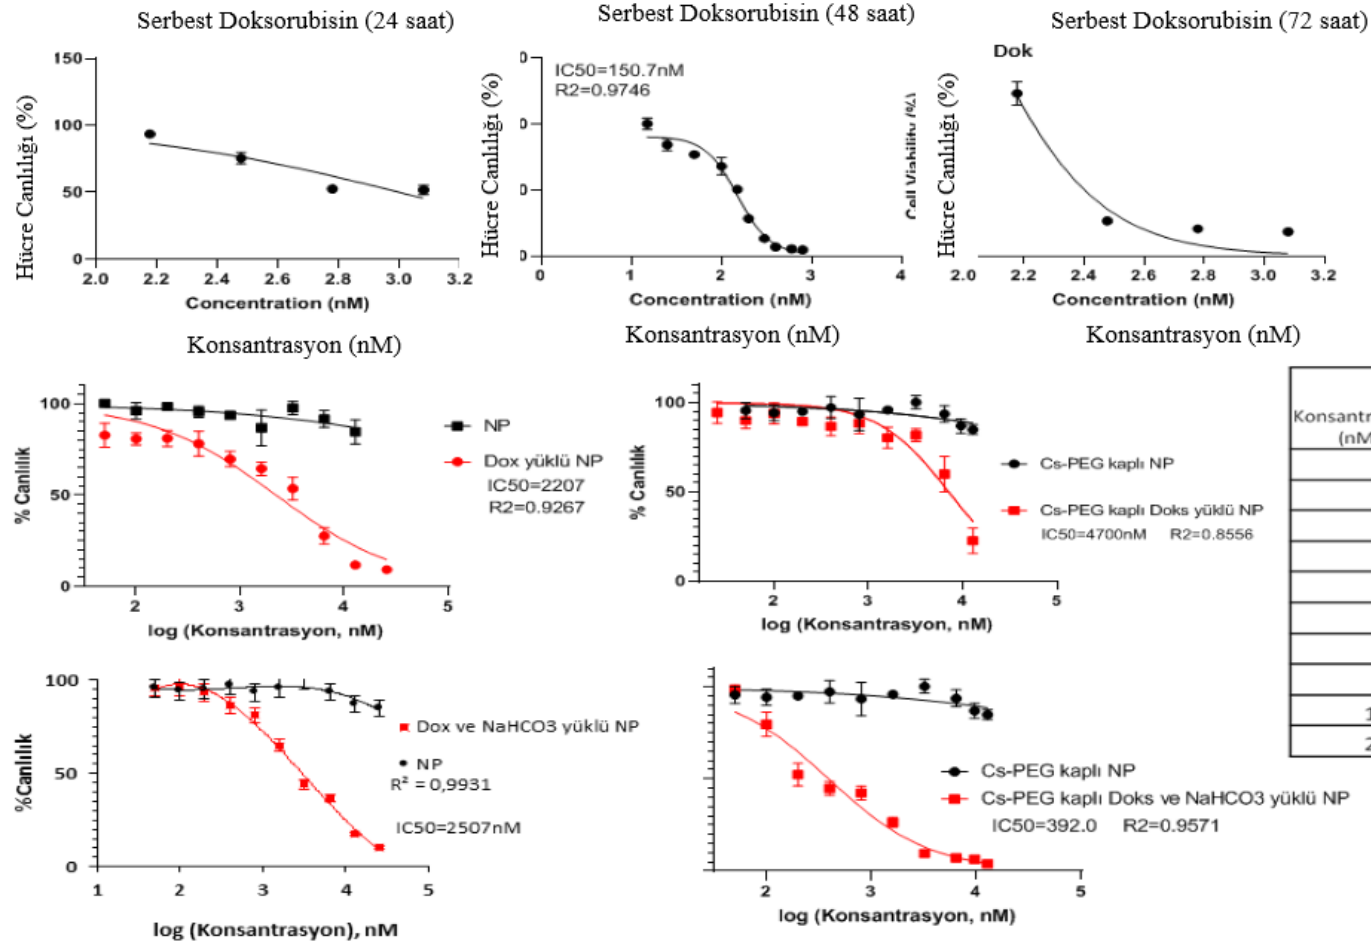 Serbest Doksorubisin (24 saat)
Hücre Canlılığı (%)
150
100
50
0
2.0 2.2 2.4 2.6 2.8 3.0 3.2
Concentration (nM)
Konsantrasyon (nM)
Serbest Doksorubisin (48 saat)
IC50=150.7nM
R2=0.9746
Hücre Canlılığı (%)
0 1 2 3 4
Concentration (nM)
Konsantrasyon (nM)
Serbest Doksorubisin (72 saat)
Dok
Cell Viability (%)
Hücre Canlılığı (%)
2.0 2.2 2.4 2.6 2.8 3.0 3.2
Concentration (nM)
Konsantrasyon (nM)
% Canlılık
100
50
0
2 3 4 5
log (Konsantrasyon, nM)
NP
Dox yüklü NP
IC50=2207
R2=0.9267
% Canlılık
100
50
0
2 3 4 5
log (Konsantrasyon, nM)
Cs-PEG kaplı NP
Cs-PEG kaplı Doks yüklü NP
IC50=4700nM R2=0.8556
(nM
1
2
%Canlılık
100
50
0
1 2 3 4 5
log (Konsantrasyon), nM
Dox ve NaHCO3 yüklü NP
NP
R² = 0,9931
IC50=2507nM
2 3 4 5
log (Konsantrasyon, nM)
Cs-PEG kaplı NP
Cs-PEG kaplı Doks ve NaHCO3 yüklü NP
IC50=392.0 R2=0.9571